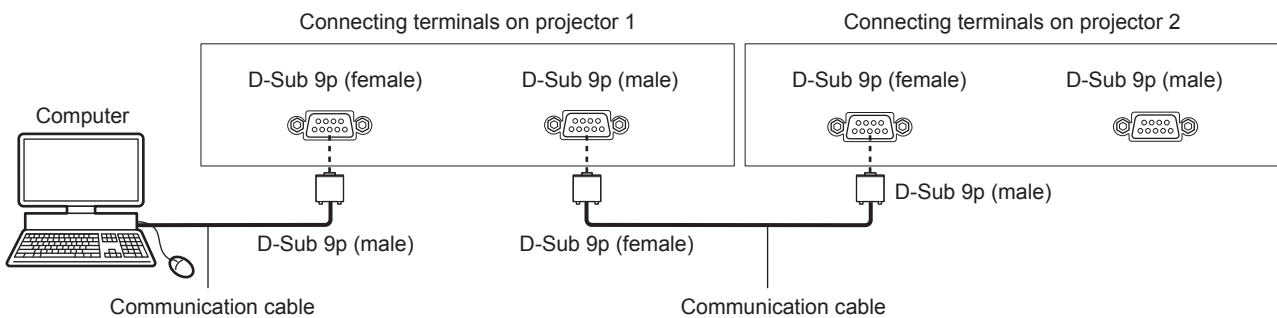 Connecting terminals on projector 1
Connecting terminals on projector 2
D-Sub 9p (female)
D-Sub 9p (male)
D-Sub 9p (female)
D-Sub 9p (male)
Computer
D-Sub 9p (male)
D-Sub 9p (male)
D-Sub 9p (female)
Communication cable
Communication cable